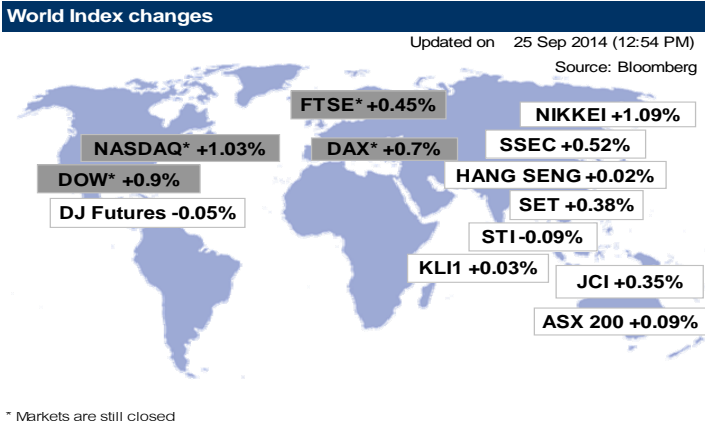 World Index changes
Updated on 25 Sep 2014 (12:54 PM)
Source: Bloomberg
FTSE* +0.45%
NIKKEI +1.09%
NASDAQ* +1.03%
DAX* +0.7%
SSEC +0.52%
DOW* +0.9%
HANG SENG +0.02%
DJ Futures -0.05%
SET +0.38%
STI -0.09%
KLI1 +0.03%
JCI +0.35%
ASX 200 +0.09%
* Markets are still closed